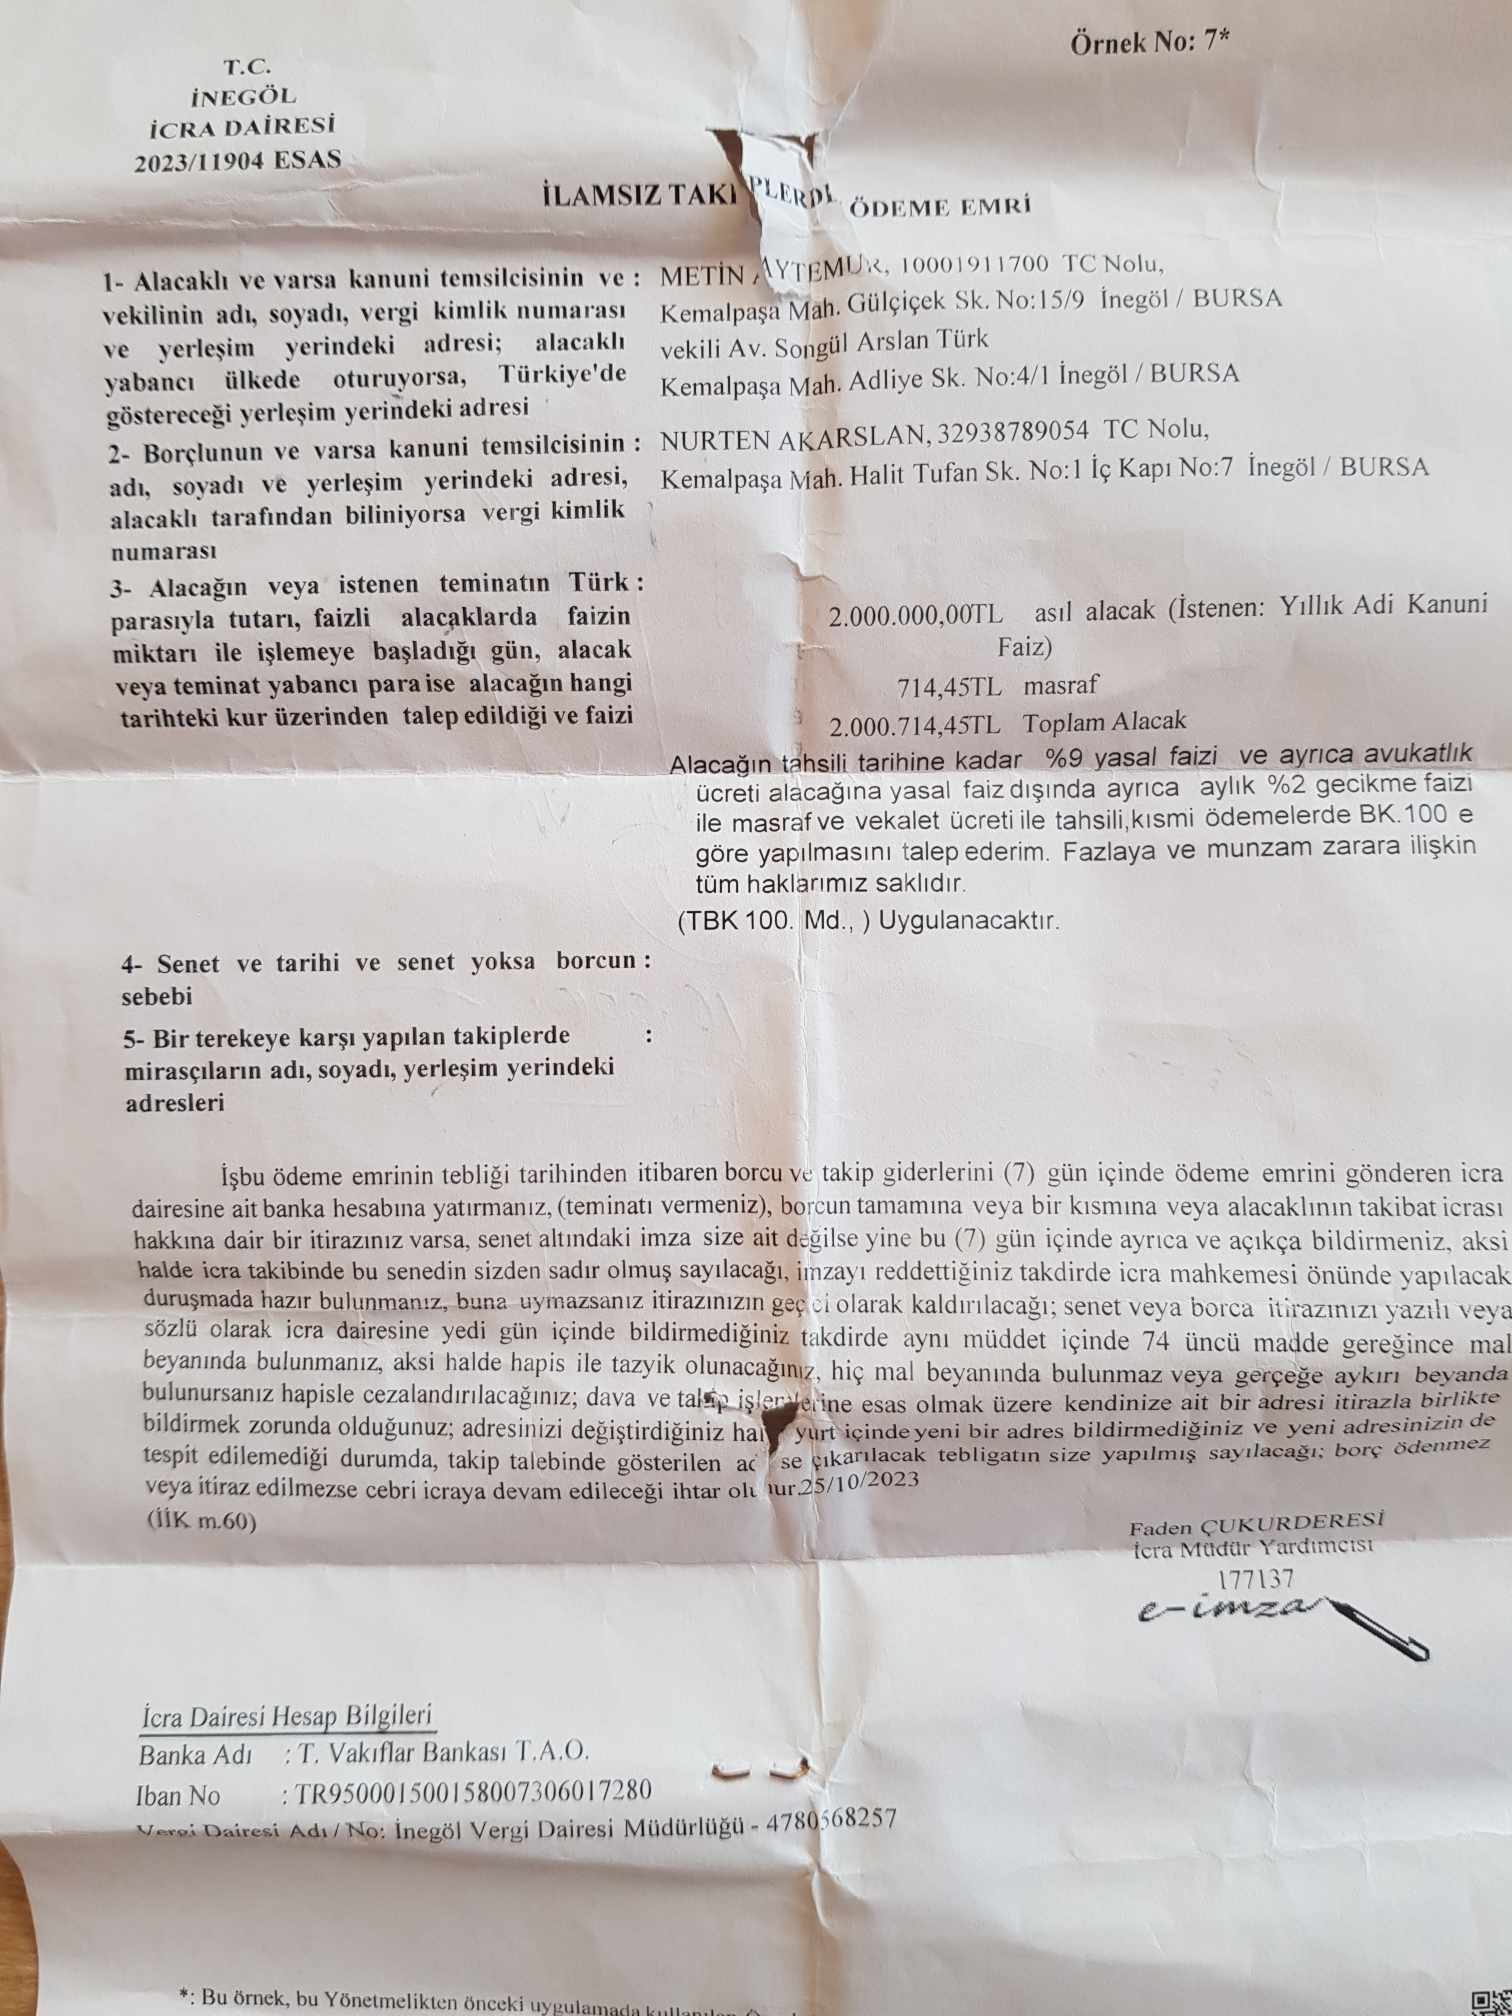 Örnek No: 7*
T.C.
İNEGÖL
İCRA DAİRESİ
2023/11904 ESAS
İLAMSIZ TAKİPLERDE ÖDEME EMRİ
1- Alacaklı ve varsa kanuni temsilcisinin ve :
vekilinin adı, soyadı, vergi kimlik numarası
ve yerleşim yerindeki adresi; alacaklı
yabancı ülkede oturuyorsa, Türkiye'de
göstereceği yerleşim yerindeki adresi
METİN AYTEMUR, 10001911700 TC Nolu,
Kemalpaşa Mah. Gülçiçek Sk. No:15/9 İnegöl / BURSA
vekili Av. Songül Arslan Türk
Kemalpaşa Mah. Adliye Sk. No:4/1 İnegöl / BURSA
2- Borçlunun ve varsa kanuni temsilcisinin :
adı, soyadı ve yerleşim yerindeki adresi,
alacaklı tarafından biliniyorsa vergi kimlik
numarası
NURTEN AKARSLAN, 32938789054 TC Nolu,
Kemalpaşa Mah. Halit Tufan Sk. No:1 İç Kapı No:7 İnegöl / BURSA
3- Alacağın veya istenen teminatın Türk :
parasıyla tutarı, faizli alacaklarda faizin
miktarı ile işlemeye başladığı gün, alacak
veya teminat yabancı para ise alacağın hangi
tarihteki kur üzerinden talep edildiği ve faizi
2.000.000,00TL asıl alacak (İstenen: Yıllık Adi Kanuni
Faiz)
714,45TL masraf
2.000.714,45TL Toplam Alacak
Alacağın tahsili tarihine kadar %9 yasal faizi ve ayrıca avukatlık
ücreti alacağına yasal faiz dışında ayrıca aylık %2 gecikme faizi
ile masraf ve vekalet ücreti ile tahsili,kısmi ödemelerde BK.100 e
göre yapılmasını talep ederim. Fazlaya ve munzam zarara ilişkin
tüm haklarımız saklıdır.
(TBK 100. Md., ) Uygulanacaktır.
4- Senet ve tarihi ve senet yoksa borcun :
sebebi
5- Bir terekeye karşı yapılan takiplerde :
mirasçıların adı, soyadı, yerleşim yerindeki
adresleri
İşbu ödeme emrinin tebliği tarihinden itibaren borcu ve takip giderlerini (7) gün içinde ödeme emrini gönderen icra
dairesine ait banka hesabına yatırmanız, (teminatı vermeniz), borcun tamamına veya bir kısmına veya alacaklının takibat icrası
hakkına dair bir itirazınız varsa, senet altındaki imza size ait değilse yine bu (7) gün içinde ayrıca ve açıkça bildirmeniz, aksi
halde icra takibinde bu senedin sizden sadır olmuş sayılacağı, imzayı reddettiğiniz takdirde icra mahkemesi önünde yapılacak
duruşmada hazır bulunmanız, buna uymazsanız itirazınızın geçici olarak kaldırılacağı; senet veya borca itirazınızı yazılı veya
sözlü olarak icra dairesine yedi gün içinde bildirmediğiniz takdirde aynı müddet içinde 74 üncü madde gereğince mal
beyanında bulunmanız, aksi halde hapis ile tazyik olunacağınız, hiç mal beyanında bulunmaz veya gerçeğe aykırı beyanda
bulunursanız hapisle cezalandırılacağınız; dava ve takip işlemlerine esas olmak üzere kendinize ait bir adresi itirazla birlikte
bildirmek zorunda olduğunuz; adresinizi değiştirdiğiniz halde yurt içinde yeni bir adres bildirmediğiniz ve yeni adresinizin de
tespit edilemediği durumda, takip talebinde gösterilen adrese çıkarılacak tebligatın size yapılmış sayılacağı; borç ödenmez
veya itiraz edilmezse cebri icraya devam edileceği ihtar olunur.25/10/2023
(İİK m.60)
Faden ÇUKURDERESİ
İcra Müdür Yardımcısı
177137
e-imza
İcra Dairesi Hesap Bilgileri
Banka Adı : T. Vakıflar Bankası T.A.O.
Iban No : TR950001500158007306017280
Vergi Dairesi Adı / No: İnegöl Vergi Dairesi Müdürlüğü - 4780568257
*: Bu örnek, bu Yönetmelikten önceki uygulamada kullanılan